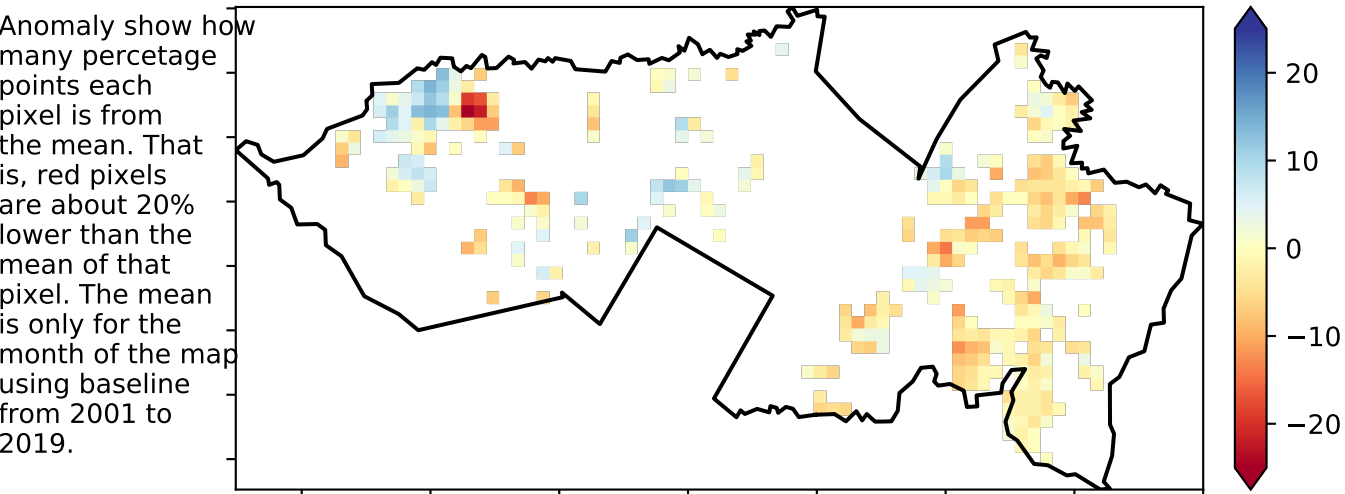 Anomaly show how
many percetage
points each
pixel is from
the mean. That
is, red pixels
are about 20%
lower than the
mean of that
pixel. The mean
is only for the
month of the map
using baseline
from 2001 to
2019.
20
10
0
−10
−20